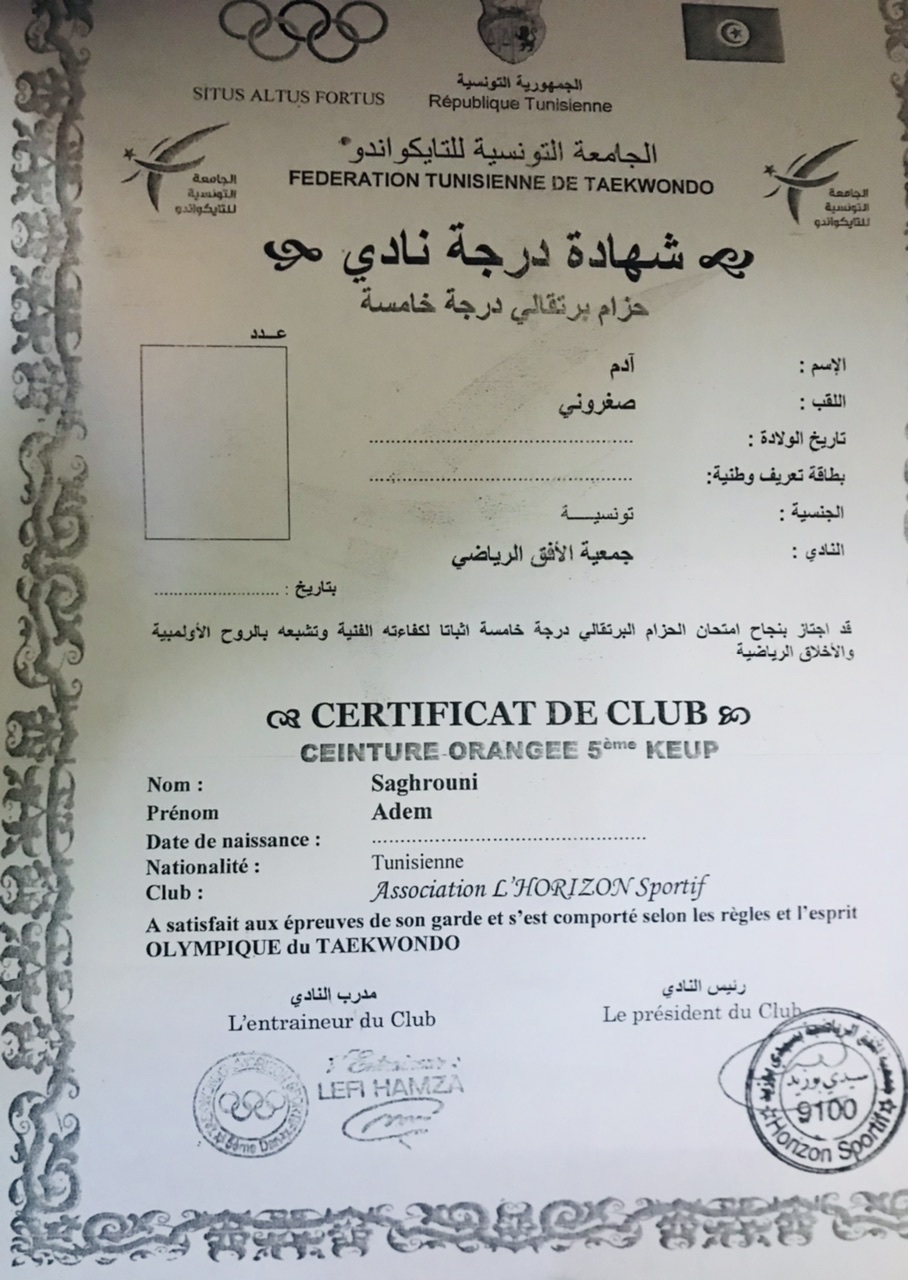 SITUS ALTUS FORTUS
الجمهورية التونسية
République Tunisienne
الجامعة التونسية للتايكواندو
FEDERATION TUNISIENNE DE TAEKWONDO
الجامعة
التونسية
للتايكواندو
الجامعة
التونسية
للتايكواندو
شهادة درجة نادي
حزام برتقالي درجة خامسة
عـــدد
الإسم : آدم
اللقب : صغروني
تاريخ الولادة : ..........................................
بطاقة تعريف وطنية: ..........................................
الجنسية : تونسيـــة
النادي : جمعية الأفق الرياضي
بتاريخ : ........................
قد اجتاز بنجاح امتحان الحزام البرتقالي درجة خامسة اثباتا لكفاءته الفنية وتشبعه بالروح الأولمبية
والأخلاق الرياضية
CERTIFICAT DE CLUB
CEINTURE ORANGEE 5ème KEUP
Nom : Saghrouni
Prénom Adem
Date de naissance : ..........................................
Nationalité : Tunisienne
Club : Association L'HORIZON Sportif
A satisfait aux épreuves de son garde et s'est comporté selon les règles et l'esprit
OLYMPIQUE du TAEKWONDO
مدرب النادي
L'entraineur du Club
رئيس النادي
Le président du Club
L'Entraineur :
LEFI HAMZA
سيدي بوزيد
9100
Horizon Sportif